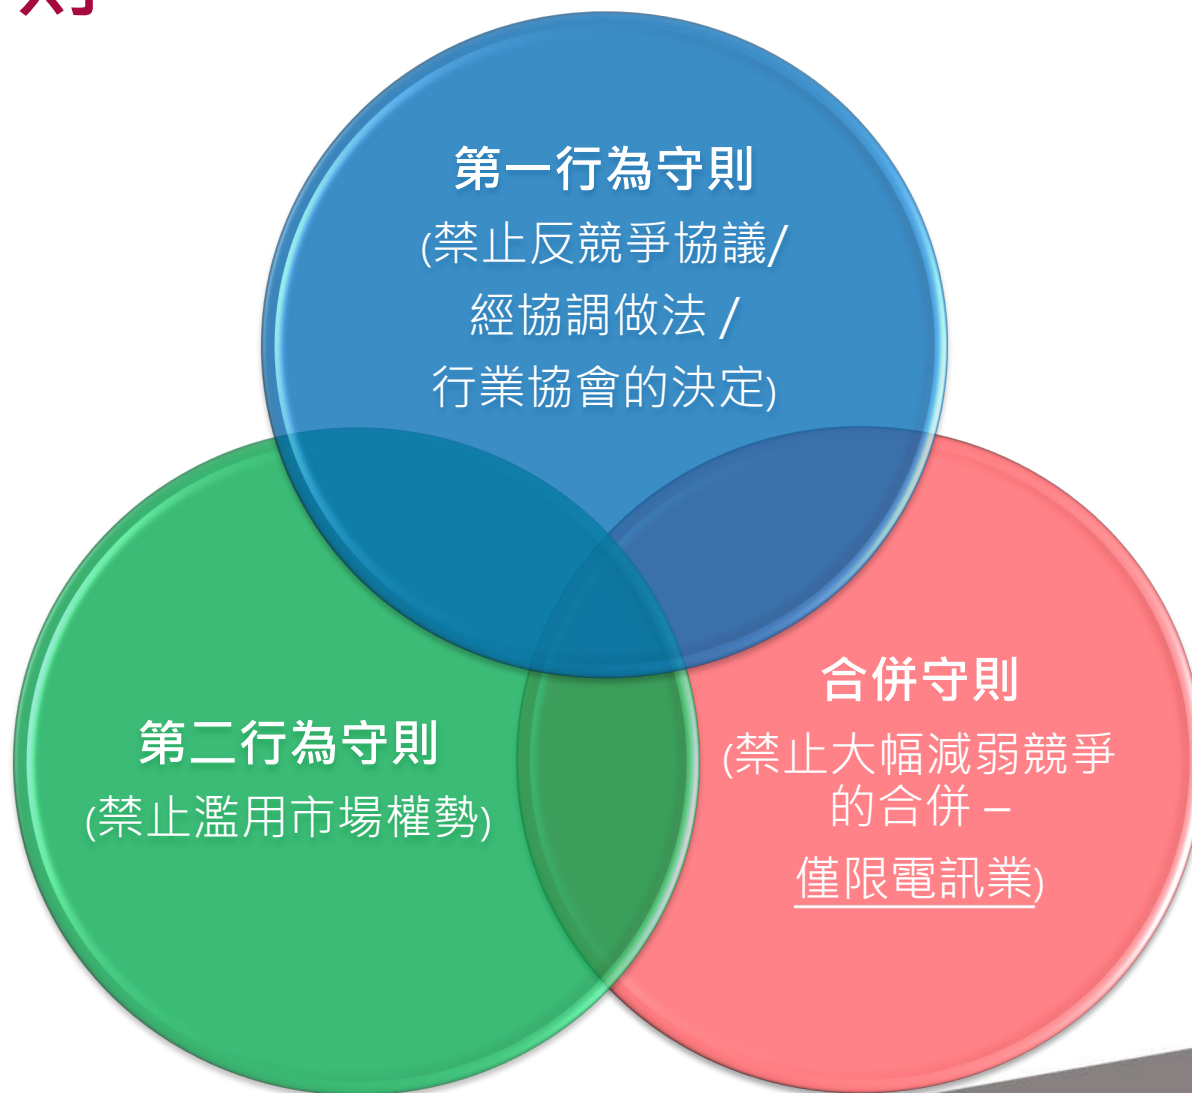 則
第一行為守則
(禁止反競爭協議/
經協調做法 /
行業協會的決定)
第二行為守則
(禁止濫用市場權勢)
合併守則
(禁止大幅減弱競爭
的合併 –
僅限電訊業)